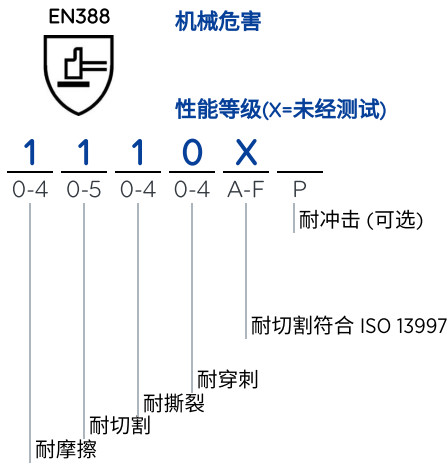 EN388
机械危害
性能等级(X=未经测试)
1 1 1 0 X
0-4 0-5 0-4 0-4 A-F P
耐冲击 (可选)
耐切割符合 ISO 13997
耐穿刺
耐撕裂
耐切割
耐摩擦